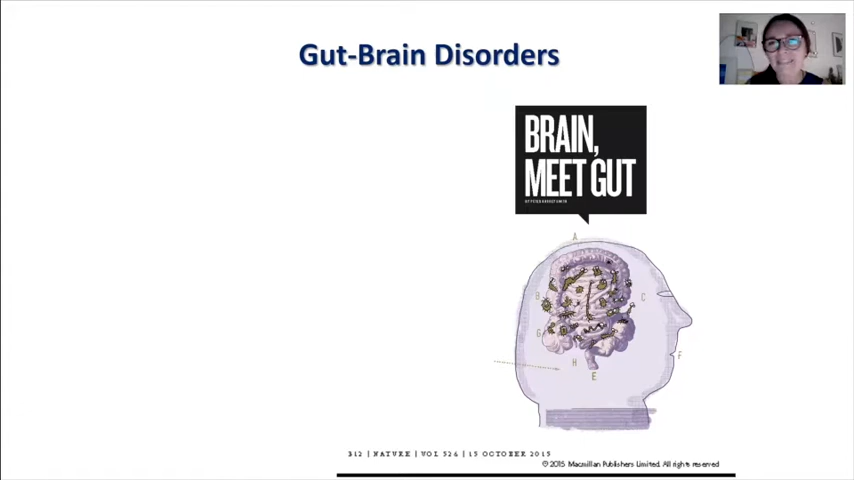 Gut-Brain Disorders
BRAIN,
MEET GUT
A
B
C
G
F
H
E
312 | NATURE | VOL 526 | 15 OCTOBER 2015
© 2015 Macmillan Publishers Limited. All rights reserved